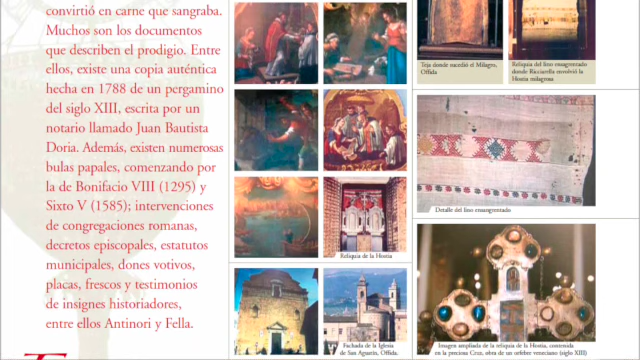 convirtió en carne que sangraba.
Muchos son los documentos
que describen el prodigio. Entre
ellos, existe una copia auténtica
hecha en 1788 de un pergamino
del siglo XIII, escrita por un
notario llamado Juan Bautista
Doria. Además, existen numerosas
bulas papales, comenzando por
la de Bonifacio VIII (1295) y
Sixto V (1585); intervenciones
de congregaciones romanas,
decretos episcopales, estatutos
municipales, dones votivos,
placas, frescos y testimonios
de insignes historiadores,
entre ellos Antinori y Fella.
Reliquia de la Hostia
Fachada de la Iglesia
de San Agustín, Offida.
Teja donde sucedió el Milagro,
Offida
Reliquia del lino ensangrentado
donde Ricciarella envolvió la
Hostia milagrosa
Detalle del lino ensangrentado
Imagen ampliada de la reliquia de la Hostia, contenida
en la preciosa Cruz, obra de un orfebre veneciano (siglo XIII)